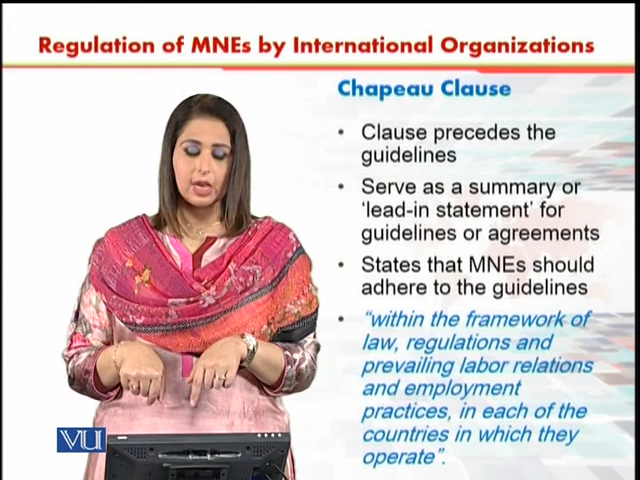 Regulation of MNEs by International Organizations
Chapeau Clause
• Clause precedes the
guidelines
• Serve as a summary or
‘lead-in statement’ for
guidelines or agreements
• States that MNEs should
adhere to the guidelines
• “within the framework of
law, regulations and
prevailing labor relations
and employment
practices, in each of the
countries in which they
operate”.
VU